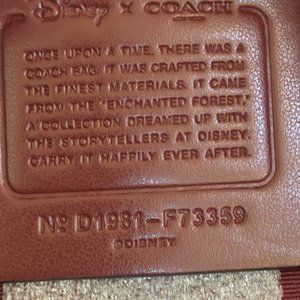 Disney x COACH
ONCE UPON A TIME, THERE WAS A
COACH BAG. IT WAS CRAFTED FROM
THE FINEST MATERIALS. IT CAME
FROM THE "ENCHANTED FOREST,"
A COLLECTION DREAMED UP WITH
THE STORYTELLERS AT DISNEY.
CARRY IT HAPPILY EVER AFTER.
Nº D1981-F73359
©DISNEY